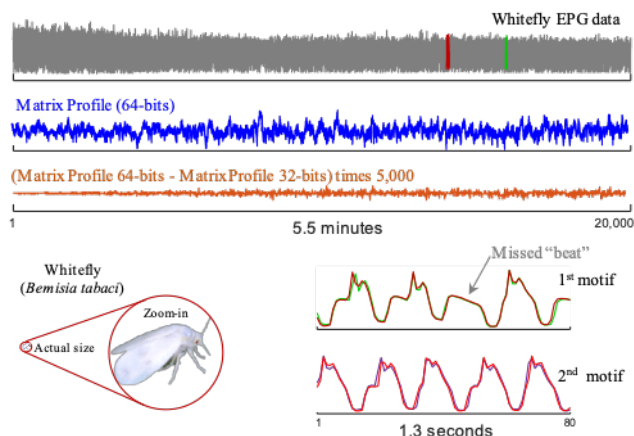 Whitefly EPG data
Matrix Profile (64-bits)
(Matrix Profile 64-bits - MatrixProfile 32-bits) times 5,000
1
5.5 minutes
20,000
Whitefly
(Bemisia tabaci)
Zoom-in
Actual size
Missed “beat”
1st motif
2nd motif
1
1.3 seconds
80